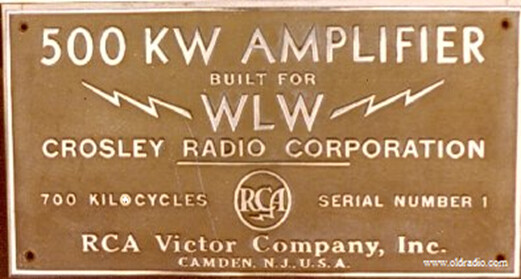 500 KW AMPLIFIER
BUILT FOR
WLW
CROSLEY RADIO CORPORATION
700 KILOCYCLES RCA SERIAL NUMBER 1
RCA Victor Company, Inc.
CAMDEN, N.J., U.S.A.
www.oldradio.com